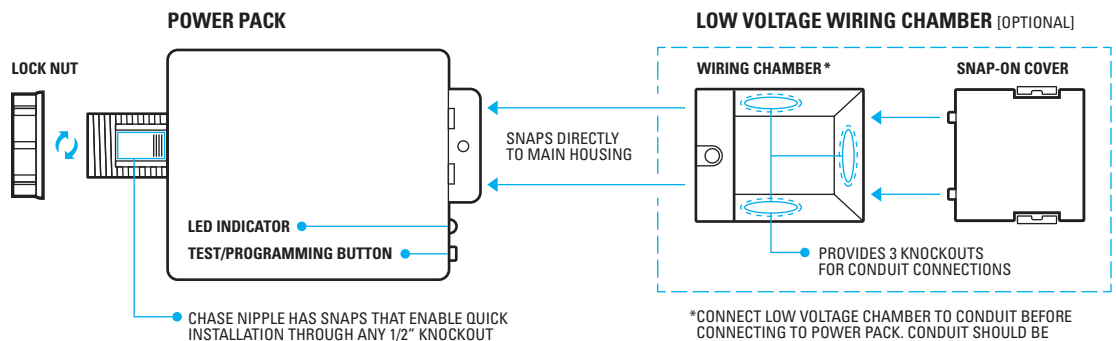 POWER PACK
LOW VOLTAGE WIRING CHAMBER [OPTIONAL]
LOCK NUT
WIRING CHAMBER*
SNAP-ON COVER
SNAPS DIRECTLY
TO MAIN HOUSING
LED INDICATOR
TEST/PROGRAMMING BUTTON
PROVIDES 3 KNOCKOUTS
FOR CONDUIT CONNECTIONS
CHASE NIPPLE HAS SNAPS THAT ENABLE QUICK
INSTALLATION THROUGH ANY 1/2" KNOCKOUT
*CONNECT LOW VOLTAGE CHAMBER TO CONDUIT BEFORE
CONNECTING TO POWER PACK. CONDUIT SHOULD BE